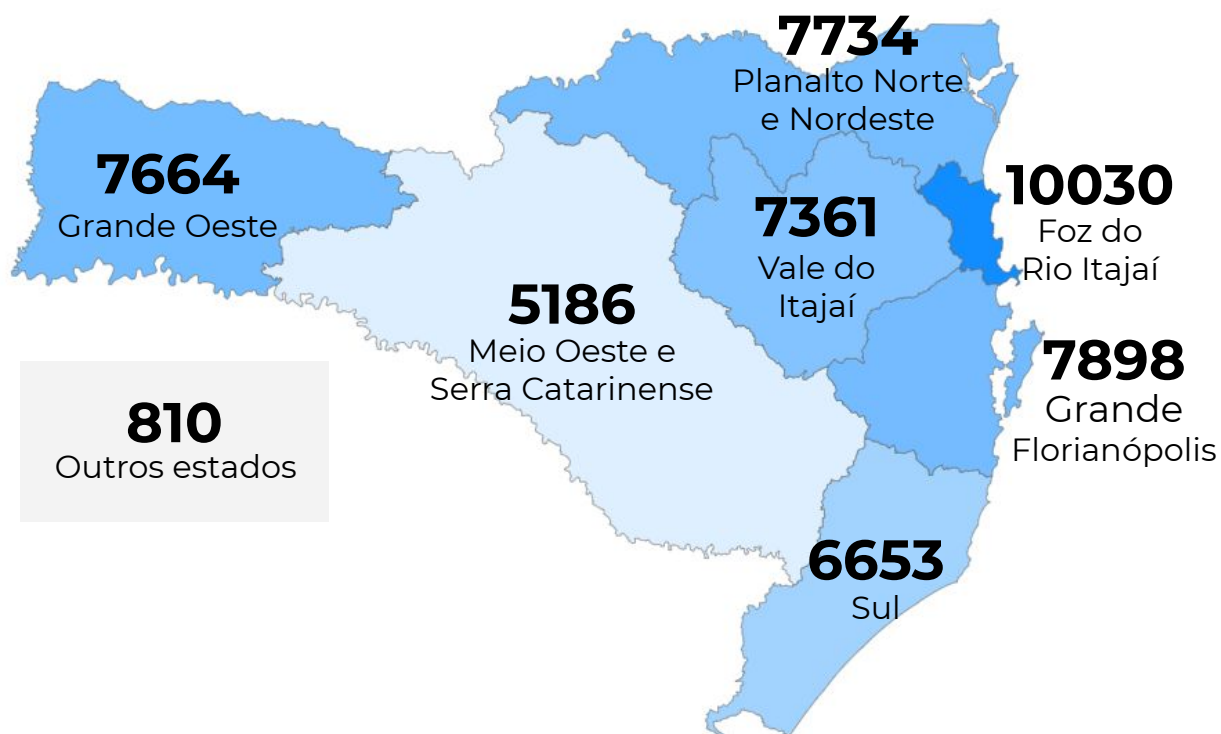 7734
Planalto Norte
e Nordeste
7664
Grande Oeste
7361
Vale do
Itajaí
10030
Foz do
Rio Itajaí
5186
Meio Oeste e
Serra Catarinense
7898
Grande
Florianópolis
810
Outros estados
6653
Sul